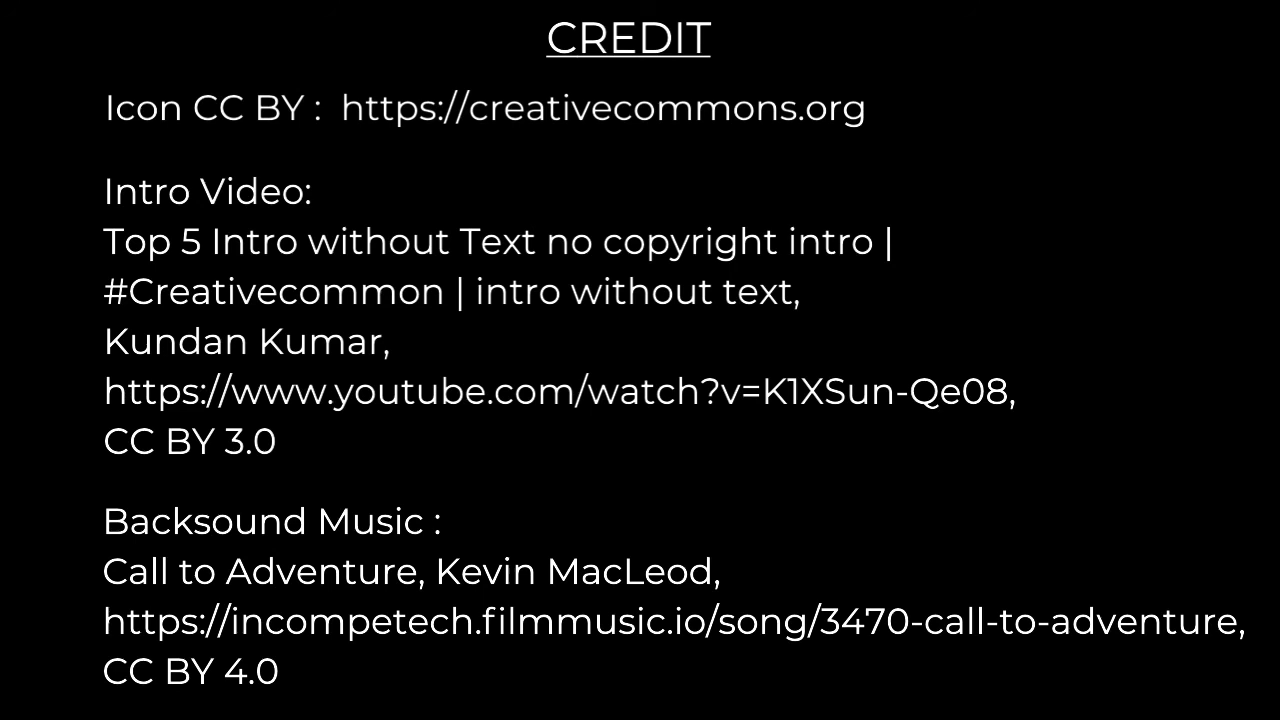 CREDIT
Icon CC BY : https://creativecommons.org
Intro Video:
Top 5 Intro without Text no copyright intro |
#Creativecommon | intro without text,
Kundan Kumar,
https://www.youtube.com/watch?v=K1XSun-Qe08,
CC BY 3.0
Backsound Music :
Call to Adventure, Kevin MacLeod,
https://incompetech.filmmusic.io/song/3470-call-to-adventure,
CC BY 4.0